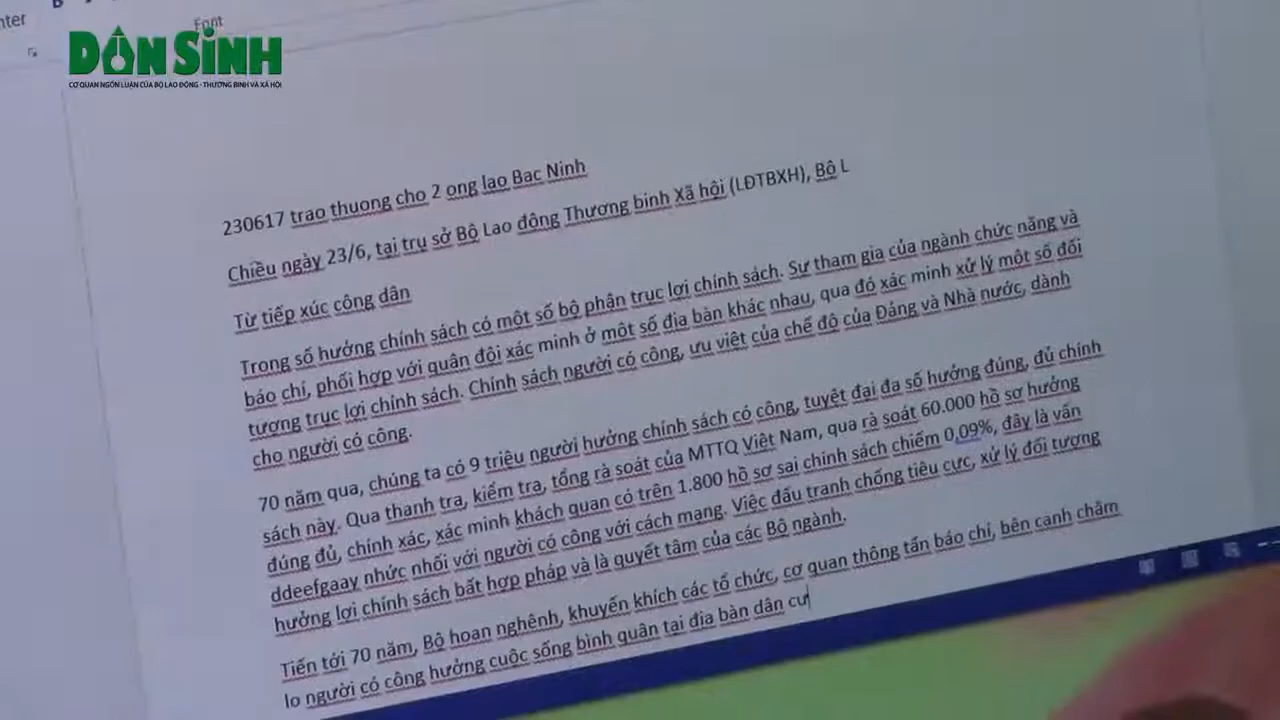 nter
Font
DÂN SINH
CƠ QUAN NGÔN LUẬN CỦA BỘ LAO ĐỘNG - THƯƠNG BINH VÀ XÃ HỘI
230617 trao thuong cho 2 ong lao Bac Ninh
Chiều ngày 23/6, tại trụ sở Bộ Lao động Thương binh Xã hội (LĐTBXH), Bộ L
Từ tiếp xúc công dân
Trong số hưởng chính sách có một số bộ phận trục lợi chính sách. Sự tham gia của ngành chức năng và
báo chí, phối hợp với quân đội xác minh ở một số địa bàn khác nhau, qua đó xác minh xử lý một số đối
tượng trục lợi chính sách. Chính sách người có công, ưu việt của chế độ của Đảng và Nhà nước, dành
cho người có công.
70 năm qua, chúng ta có 9 triệu người hưởng chính sách có công, tuyệt đại đa số hưởng đúng, đủ chính
sách này. Qua thanh tra, kiểm tra, tổng rà soát của MTTQ Việt Nam, qua rà soát 60.000 hồ sơ hưởng
đúng đủ, chính xác, xác minh khách quan có trên 1.800 hồ sơ sai chính sách chiếm 0,09%, đây là vấn
ddeefgaay nhức nhối với người có công với cách mạng. Việc đấu tranh chống tiêu cực, xử lý đối tượng
hưởng lợi chính sách bất hợp pháp và là quyết tâm của các Bộ ngành.
Tiến tới 70 năm, Bộ hoan nghênh, khuyến khích các tổ chức, cơ quan thông tấn báo chí, bên cạnh chăm
lo người có công hưởng cuộc sống bình quân tại địa bàn dân cư